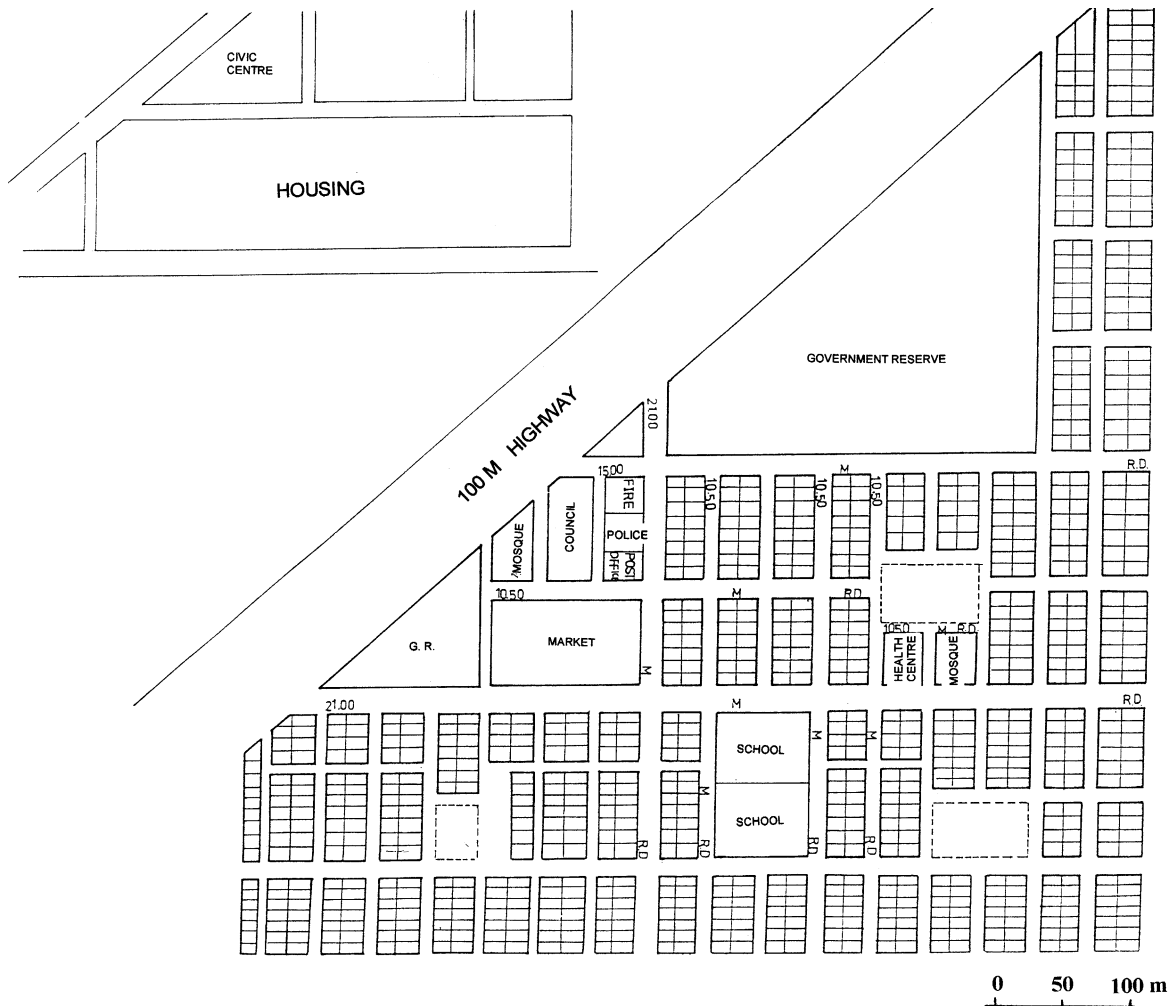 CIVIC
CENTRE
HOUSING
GOVERNMENT RESERVE
100 M HIGHWAY
21.00
15.00
M
R.D.
FIRE
10.50
10.50
10.50
MOSQUE
COUNCIL
POLICE
POST
OFFICE
10.50
M
RD
G. R.
MARKET
M
10.50
M
R.D.
HEALTH
CENTRE
MOSQUE
21.00
M
R.D.
SCHOOL
M
M
M
SCHOOL
R.D
R.D
R.D
R.D
0 50 100 m